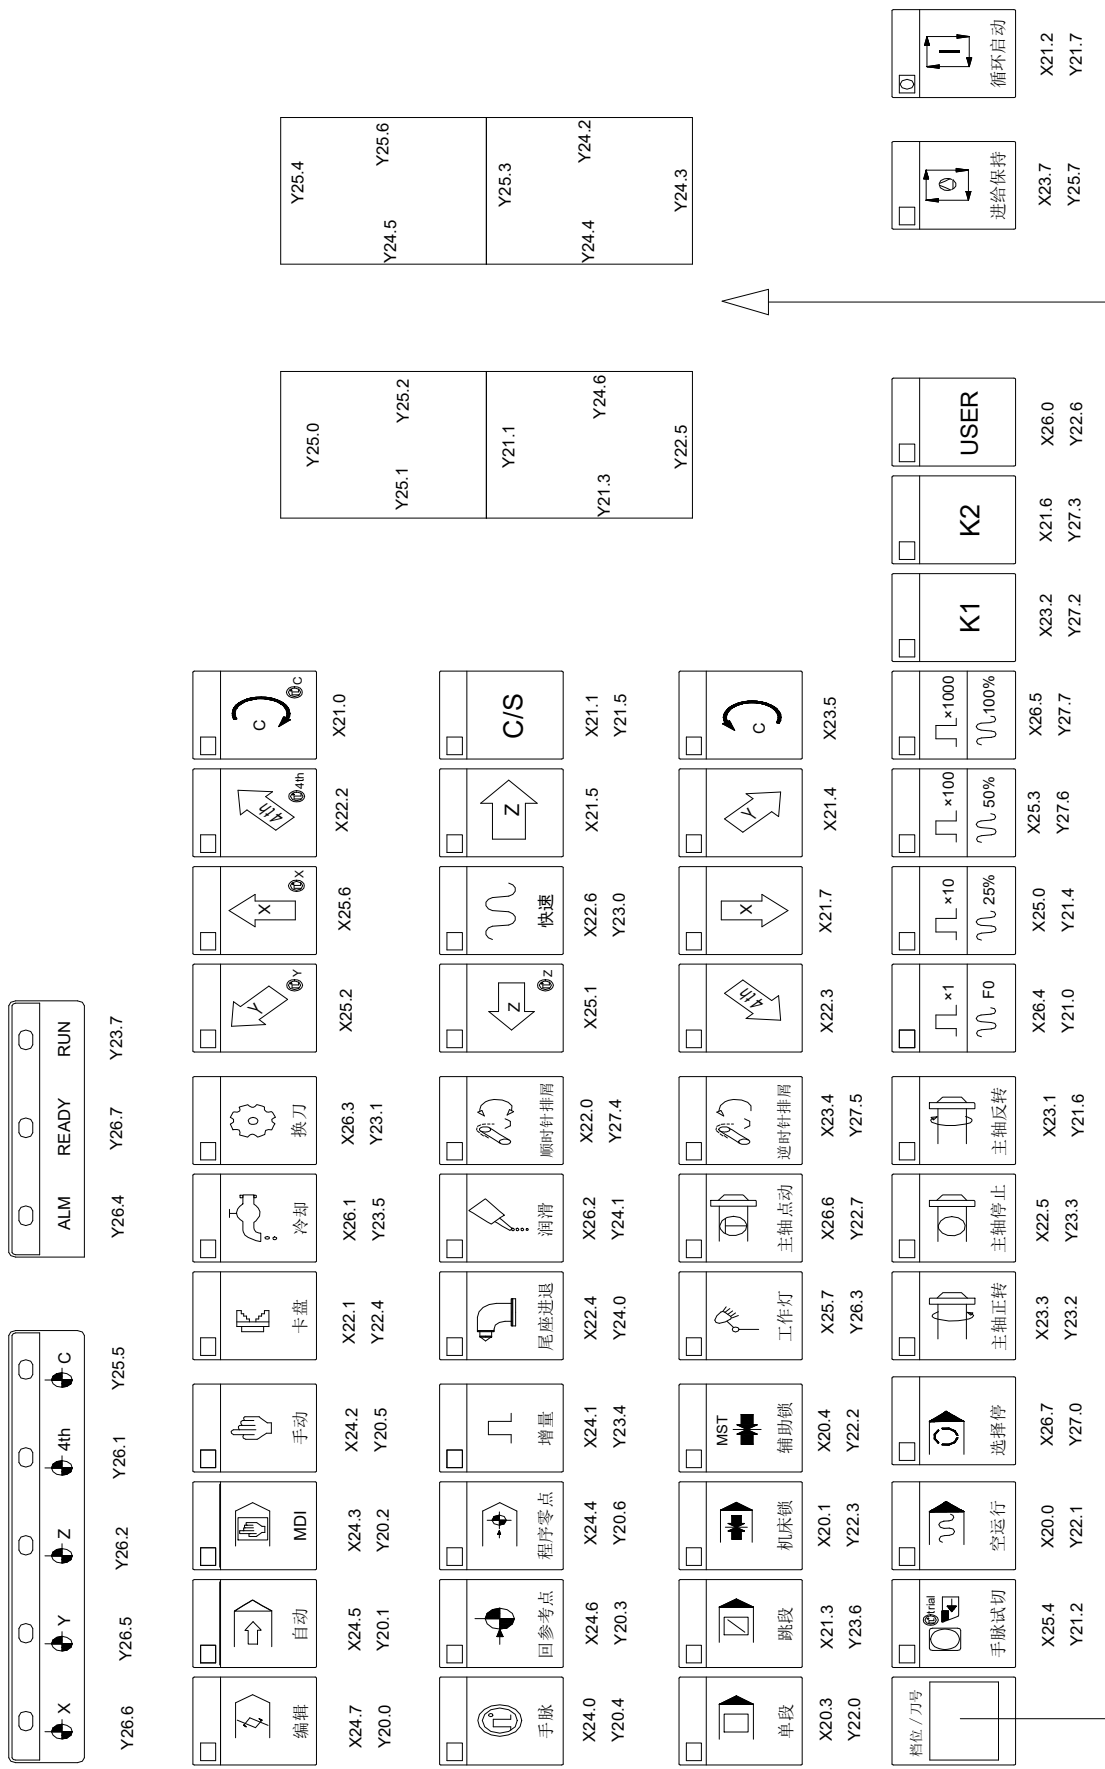 X Y Z 4th C
Y26.6 Y26.5 Y26.2 Y26.1 Y25.5
ALM READY RUN
Y26.4 Y26.7 Y23.7
编辑
X24.7
Y20.0
自动
X24.5
Y20.1
MDI
X24.3
Y20.2
手动
X24.2
Y20.5
卡盘
X22.1
Y22.4
冷却
X26.1
Y23.5
换刀
X26.3
Y23.1
Y
Y
X25.2
X
X
X25.6
4th
4th
X22.2
C
C
X21.0
手脉
X24.0
Y20.4
回参考点
X24.6
Y20.3
程序零点
X24.4
Y20.6
增量
X24.1
Y23.4
尾座进退
X22.4
Y24.0
润滑
X26.2
Y24.1
顺时针排屑
X22.0
Y27.4
Z
Z
X25.1
快速
X22.6
Y23.0
Z
X21.5
C/S
X21.1
Y21.5
单段
X20.3
Y22.0
跳段
X21.3
Y23.6
机床锁
X20.1
Y22.3
MST
辅助锁
X20.4
Y22.2
工作灯
X25.7
Y26.3
主轴点动
X26.6
Y22.7
逆时针排屑
X23.4
Y27.5
4th
X22.3
X
X21.7
Y
X21.4
C
X23.5
档位/刀号
trial
手脉试切
X25.4
Y21.2
空运行
X20.0
Y22.1
选择停
X26.7
Y27.0
主轴正转
X23.3
Y23.2
主轴停止
X22.5
Y23.3
主轴反转
X23.1
Y21.6
×1
F0
X26.4
Y21.0
×10
25%
X25.0
Y21.4
×100
50%
X25.3
Y27.6
×1000
100%
X26.5
Y27.7
K1
X23.2
Y27.2
K2
X21.6
Y27.3
USER
X26.0
Y22.6
进给保持
X23.7
Y25.7
循环启动
X21.2
Y21.7
Y25.0
Y25.1 Y25.2
Y21.1
Y21.3 Y24.6
Y22.5
Y25.4
Y24.5 Y25.6
Y25.3
Y24.4 Y24.2
Y24.3